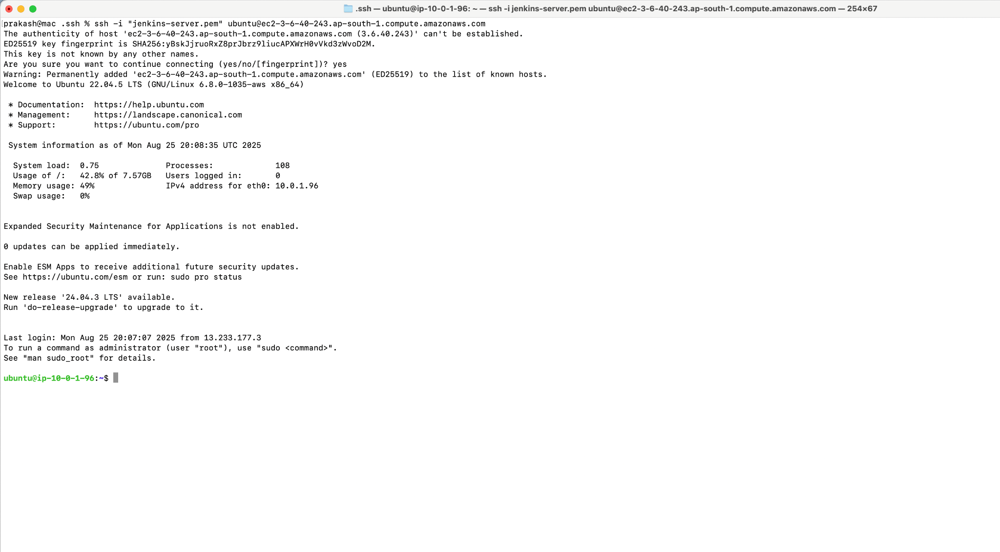 .ssh — ubuntu@ip-10-0-1-96: ~ — ssh -i jenkins-server.pem ubuntu@ec2-3-6-40-243.ap-south-1.compute.amazonaws.com — 254×67
prakash@mac .ssh % ssh -i "jenkins-server.pem" ubuntu@ec2-3-6-40-243.ap-south-1.compute.amazonaws.com
The authenticity of host 'ec2-3-6-40-243.ap-south-1.compute.amazonaws.com (3.6.40.243)' can't be established.
ED25519 key fingerprint is SHA256:yBskJjruoRxZ8prJbrz9liucAPXWrH0vVkd3zWvoD2M.
This key is not known by any other names.
Are you sure you want to continue connecting (yes/no/[fingerprint])? yes
Warning: Permanently added 'ec2-3-6-40-243.ap-south-1.compute.amazonaws.com' (ED25519) to the list of known hosts.
Welcome to Ubuntu 22.04.5 LTS (GNU/Linux 6.8.0-1035-aws x86_64)
* Documentation:  https://help.ubuntu.com
* Management:     https://landscape.canonical.com
* Support:        https://ubuntu.com/pro
System information as of Mon Aug 25 20:08:35 UTC 2025
System load:  0.75              Processes:             108
Usage of /:   42.8% of 7.57GB   Users logged in:       0
Memory usage: 49%               IPv4 address for eth0: 10.0.1.96
Swap usage:   0%
Expanded Security Maintenance for Applications is not enabled.
0 updates can be applied immediately.
Enable ESM Apps to receive additional future security updates.
See https://ubuntu.com/esm or run: sudo pro status
New release '24.04.3 LTS' available.
Run 'do-release-upgrade' to upgrade to it.
Last login: Mon Aug 25 20:07:07 2025 from 13.233.177.3
To run a command as administrator (user "root"), use "sudo <command>".
See "man sudo_root" for details.
ubuntu@ip-10-0-1-96:~$